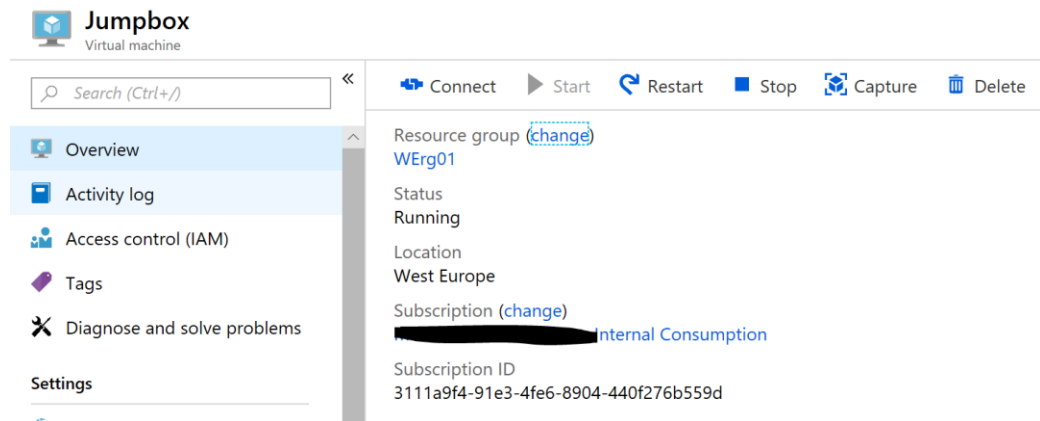 Jumpbox
Virtual machine
Search (Ctrl+/)
«
Connect Start Restart Stop Capture Delete
Overview
Activity log
Access control (IAM)
Tags
Diagnose and solve problems
Settings
Resource group (change)
WErg01
Status
Running
Location
West Europe
Subscription (change)
Internal Consumption
Subscription ID
3111a9f4-91e3-4fe6-8904-440f276b559d